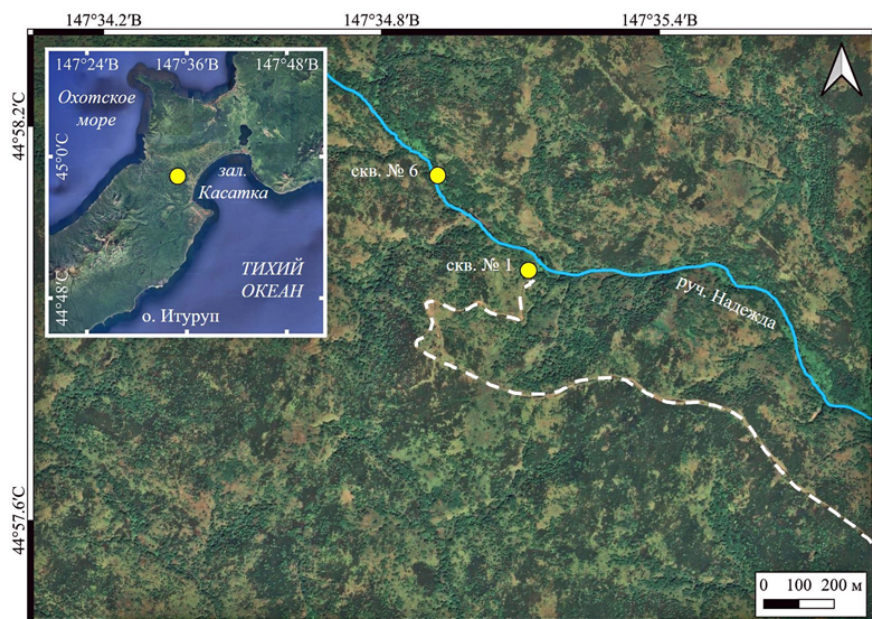 147°34.2'В 147°34.8'В 147°35.4'В
147°24'В 147°36'В 147°48'В
44°58.2'С
44°57.6'С
45°0'С
44°48'С
Охотское
море
зал.
Касатка
ТИХИЙ
ОКЕАН
о. Итуруп
скв. № 6
скв. № 1
руч. Надежда
0 100 200 м